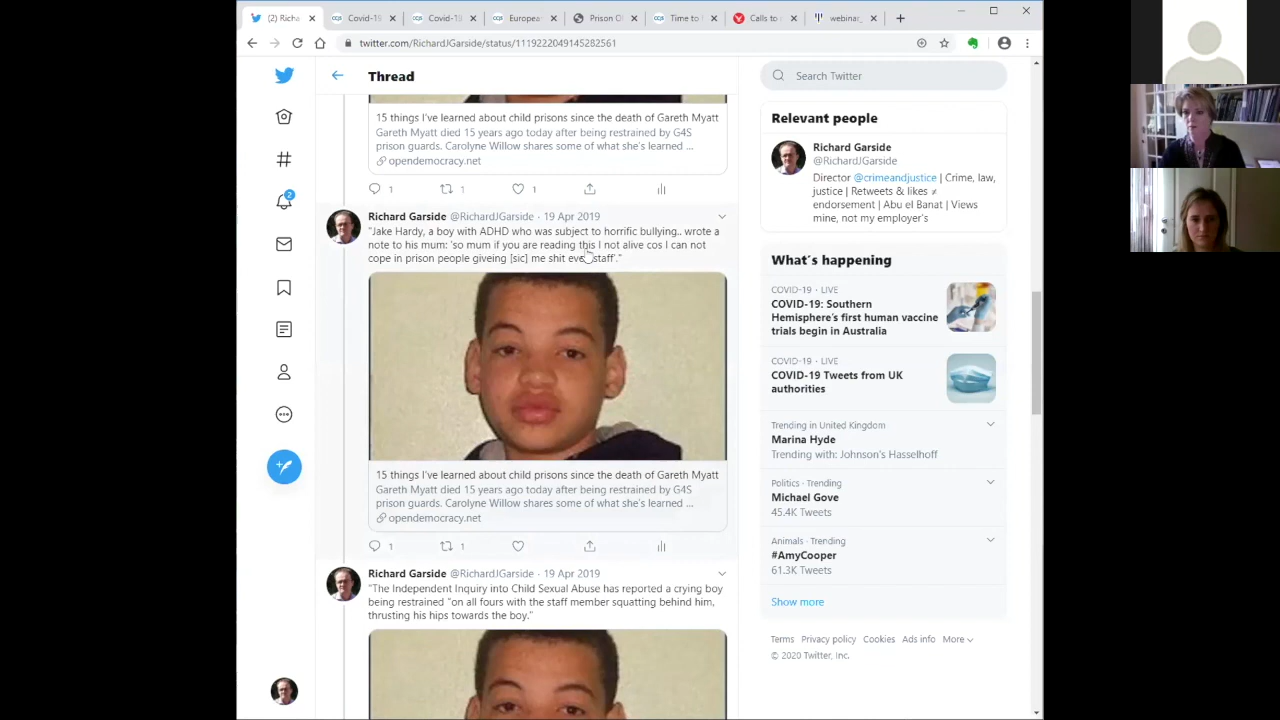 (2) Richa
Covid-19
Covid-19
Europea
Prison O
Time to
Calls to
webinar_
twitter.com/RichardJGarside/status/1119222049145282561
Thread
15 things I've learned about child prisons since the death of Gareth Myatt
Gareth Myatt died 15 years ago today after being restrained by G4S
prison guards. Carolyne Willow shares some of what she's learned ...
opendemocracy.net
1
1
1
Richard Garside @RichardJGarside · 19 Apr 2019
"Jake Hardy, a boy with ADHD who was subject to horrific bullying.. wrote a
note to his mum: 'so mum if you are reading this I not alive cos I can not
cope in prison people giveing [sic] me shit even staff'."
15 things I've learned about child prisons since the death of Gareth Myatt
Gareth Myatt died 15 years ago today after being restrained by G4S
prison guards. Carolyne Willow shares some of what she's learned ...
opendemocracy.net
1
1
Richard Garside @RichardJGarside · 19 Apr 2019
"The Independent Inquiry into Child Sexual Abuse has reported a crying boy
being restrained "on all fours with the staff member squatting behind him,
thrusting his hips towards the boy."
2
Search Twitter
Relevant people
Richard Garside
@RichardJGarside
Director @crimeandjustice | Crime, law,
justice | Retweets & likes ≠
endorsement | Abu el Banat | Views
mine, not my employer's
What's happening
COVID-19 · LIVE
COVID-19: Southern
Hemisphere's first human vaccine
trials begin in Australia
COVID-19 · LIVE
COVID-19 Tweets from UK
authorities
Trending in United Kingdom
Marina Hyde
Trending with: Johnson's Hasselhoff
Politics · Trending
Michael Gove
45.4K Tweets
Animals · Trending
#AmyCooper
61.3K Tweets
Show more
Terms Privacy policy Cookies Ads info More
© 2020 Twitter, Inc.